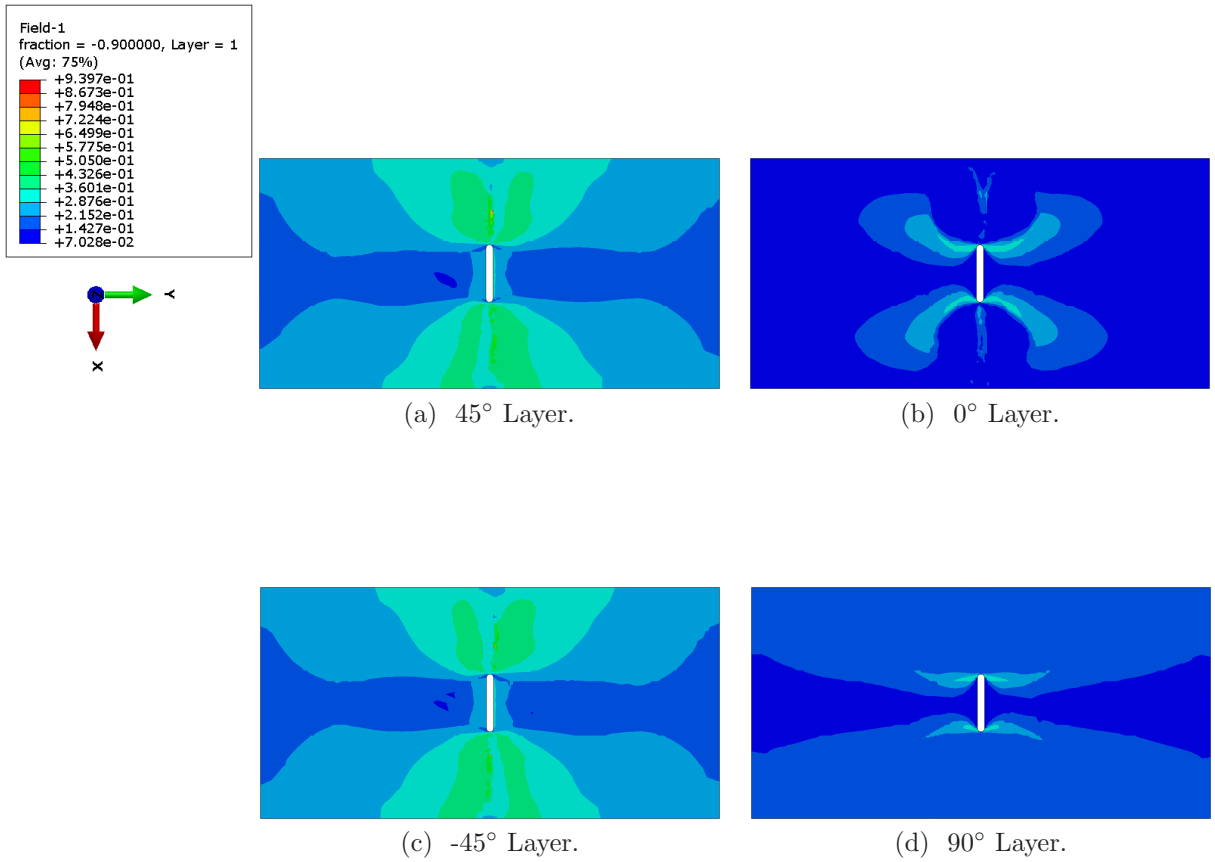 Field-1
fraction = -0.900000, Layer = 1
(Avg: 75%)
+9.397e-01
+8.673e-01
+7.948e-01
+7.224e-01
+6.499e-01
+5.775e-01
+5.050e-01
+4.326e-01
+3.601e-01
+2.876e-01
+2.152e-01
+1.427e-01
+7.028e-02
Y
X
(a) 45° Layer.
(b) 0° Layer.
(c) -45° Layer.
(d) 90° Layer.